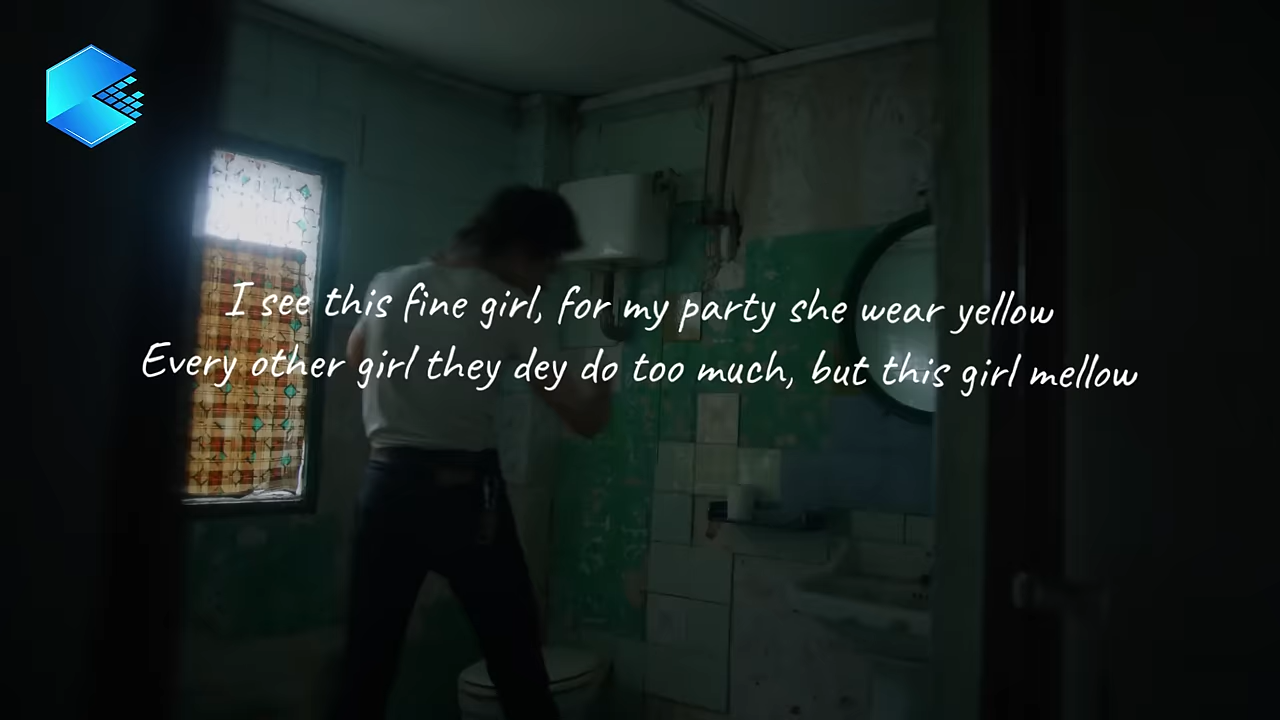 I see this fine girl, for my party she wear yellow
Every other girl they dey do too much, but this girl mellow